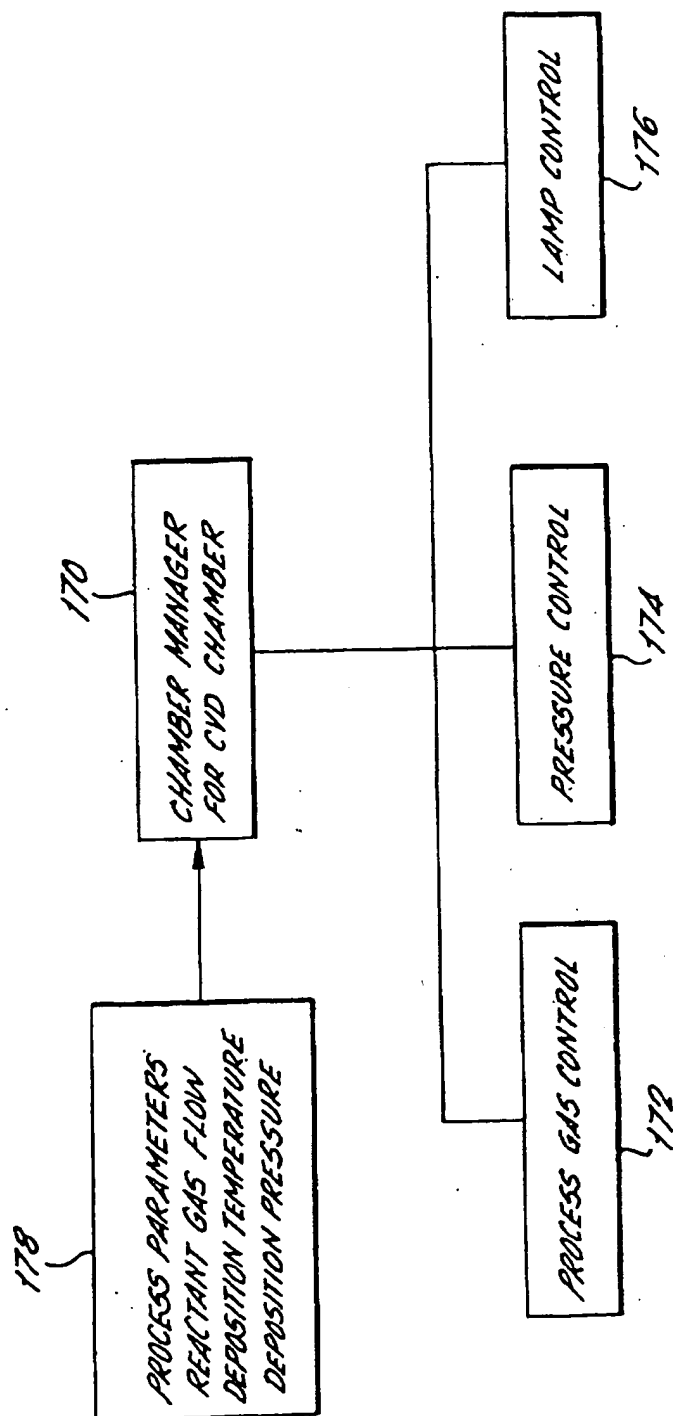 178
PROCESS PARAMETERS
REACTANT GAS FLOW
DEPOSITION TEMPERATURE
DEPOSITION PRESSURE
170
CHAMBER MANAGER
FOR CVD CHAMBER
PROCESS GAS CONTROL
172
PRESSURE CONTROL
174
LAMP CONTROL
176